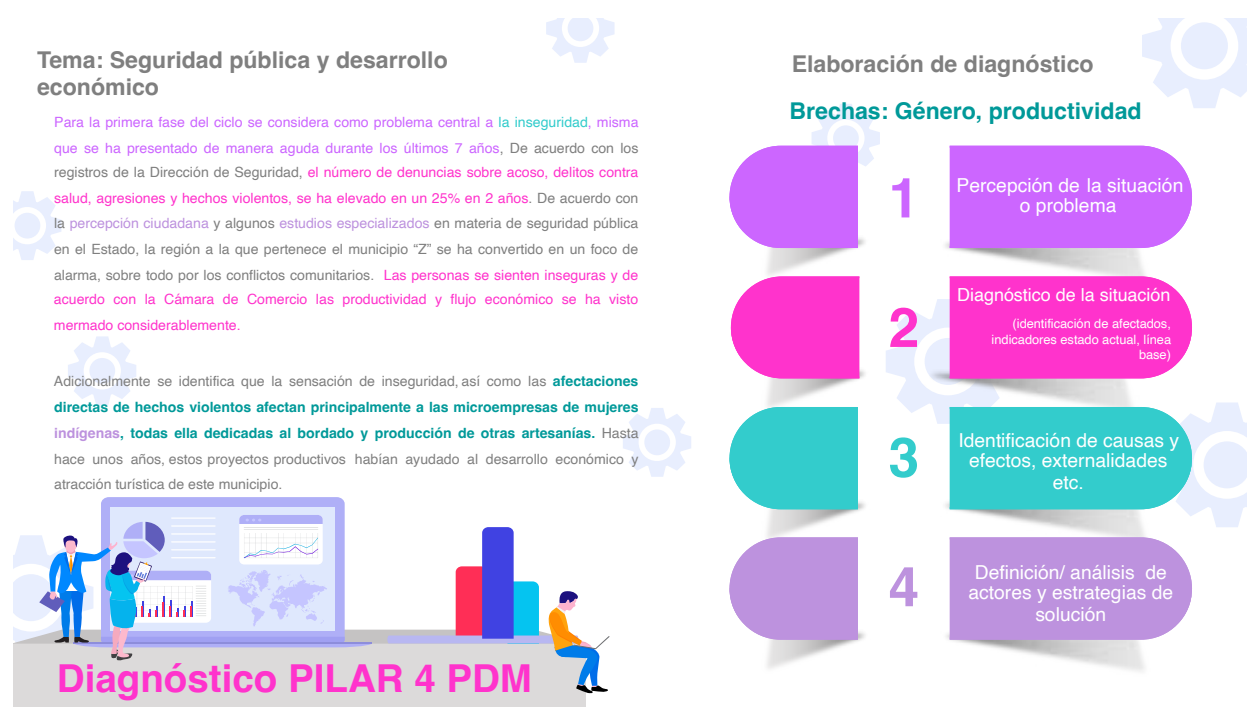 Tema: Seguridad pública y desarrollo
económico
Para la primera fase del ciclo se considera como problema central a la inseguridad, misma
que se ha presentado de manera aguda durante los últimos 7 años, De acuerdo con los
registros de la Dirección de Seguridad, el número de denuncias sobre acoso, delitos contra
salud, agresiones y hechos violentos, se ha elevado en un 25% en 2 años. De acuerdo con
la percepción ciudadana y algunos estudios especializados en materia de seguridad pública
en el Estado, la región a la que pertenece el municipio “Z” se ha convertido en un foco de
alarma, sobre todo por los conflictos comunitarios. Las personas se sienten inseguras y de
acuerdo con la Cámara de Comercio las productividad y flujo económico se ha visto
mermado considerablemente.
Adicionalmente se identifica que la sensación de inseguridad, así como las afectaciones
directas de hechos violentos afectan principalmente a las microempresas de mujeres
indígenas, todas ella dedicadas al bordado y producción de otras artesanías. Hasta
hace unos años, estos proyectos productivos habían ayudado al desarrollo económico y
atracción turística de este municipio.
Diagnóstico PILAR 4 PDM
Elaboración de diagnóstico
Brechas: Género, productividad
1
Percepción de la situación
o problema
2
Diagnóstico de la situación
(identificación de afectados,
indicadores estado actual, línea
base)
3
Identificación de causas y
efectos, externalidades
etc.
4
Definición/ análisis de
actores y estrategias de
solución